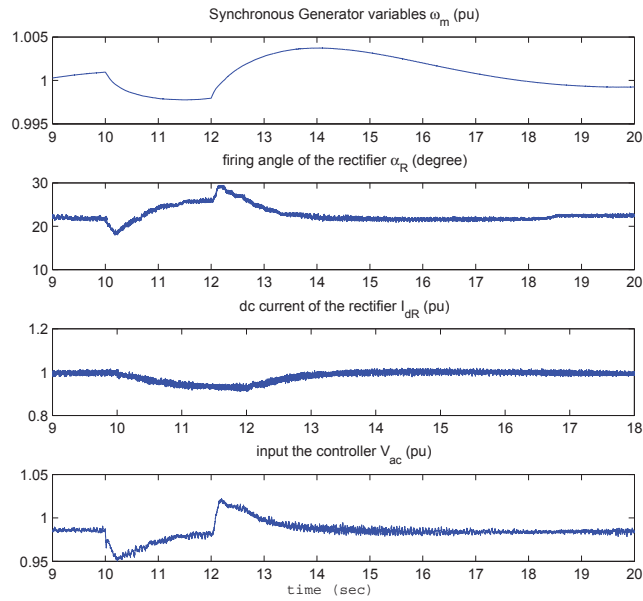 Synchronous Generator variables ω_m (pu)
1.005
1
0.995
9 10 11 12 13 14 15 16 17 18 19 20
firing angle of the rectifier α_R (degree)
30
20
10
9 10 11 12 13 14 15 16 17 18 19 20
dc current of the rectifier I_dR (pu)
1.2
1
0.8
9 10 11 12 13 14 15 16 17 18
input the controller V_ac (pu)
1.05
1
0.95
9 10 11 12 13 14 15 16 17 18 19 20
time (sec)